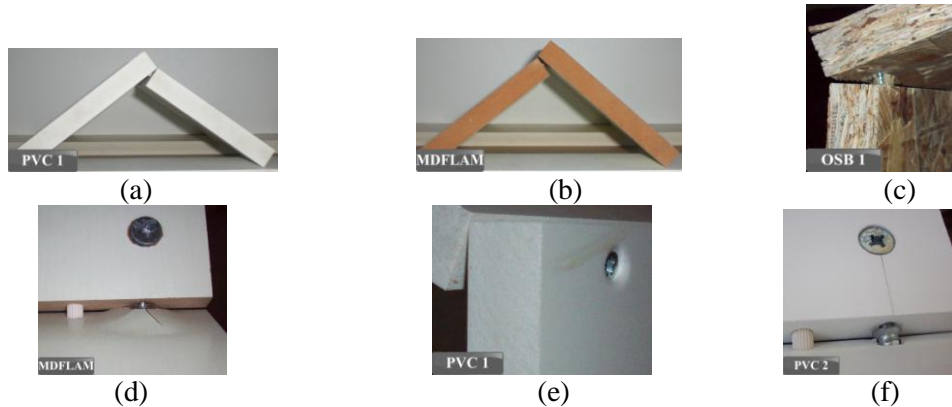 PVC 1
MDFLAM
OSB 1
(a)
(b)
(c)
MDFLAM
PVC 1
PVC 2
(d)
(e)
(f)